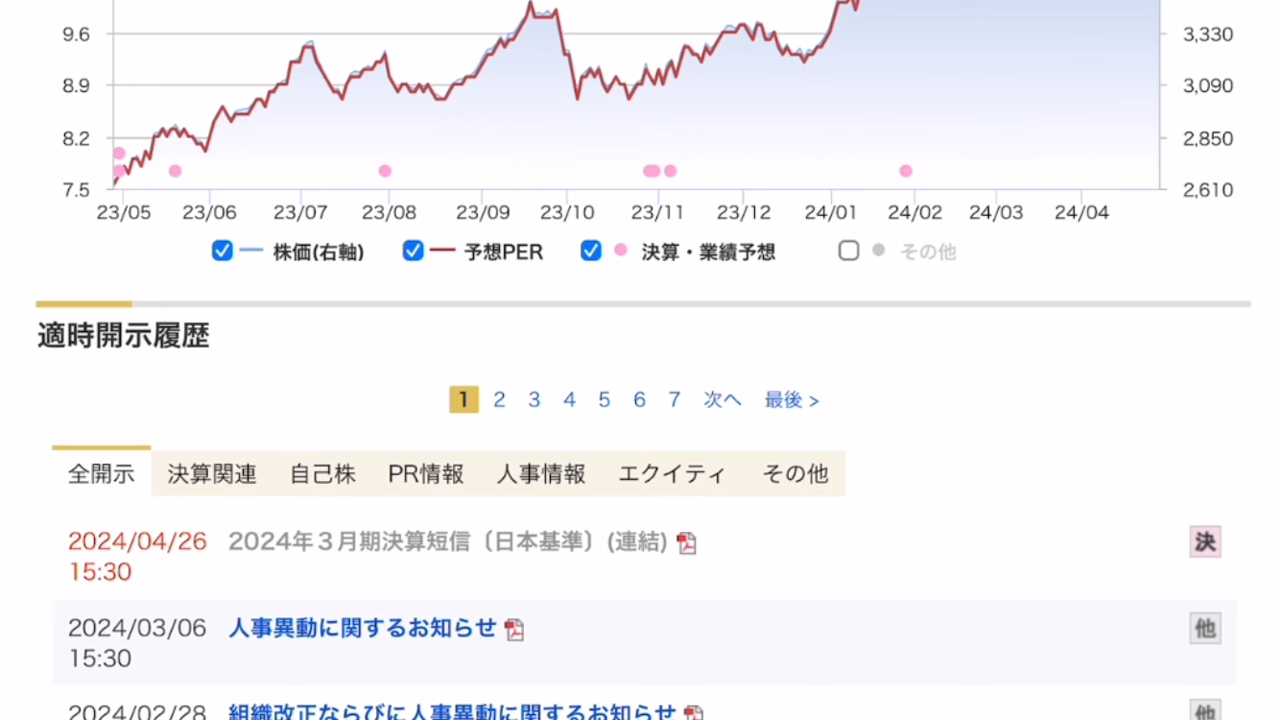 9.6 3,330
8.9 3,090
8.2 2,850
7.5 2,610
23/05 23/06 23/07 23/08 23/09 23/10 23/11 23/12 24/01 24/02 24/03 24/04
株価(右軸) 予想PER 決算・業績予想 その他
適時開示履歴
1 2 3 4 5 6 7 次へ 最後 >
全開示 決算関連 自己株 PR情報 人事情報 エクイティ その他
2024/04/26 2024年３月期決算短信〔日本基準〕(連結) 決
15:30
2024/03/06 人事異動に関するお知らせ 他
15:30
2024/02/28 組織改正ならびに人事異動に関するお知らせ 他